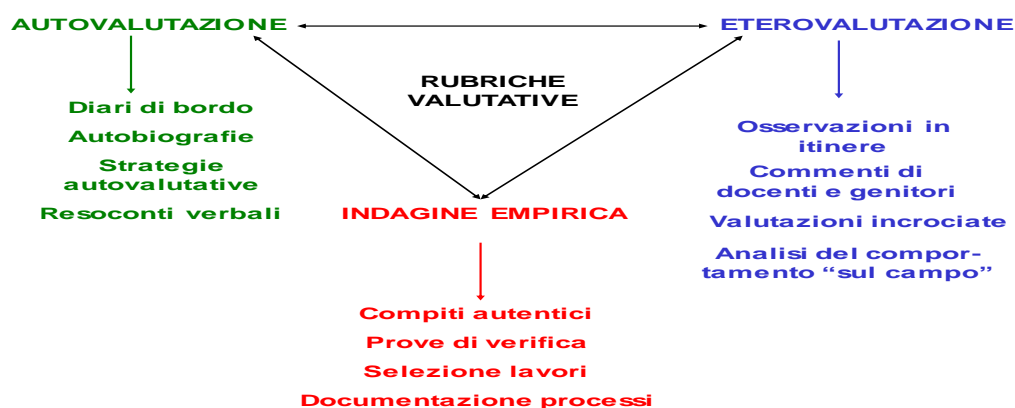 AUTOVALUTAZIONE
ETEROVALUTAZIONE
RUBRICHE
VALUTATIVE
Diari di bordo
Autobiografie
Strategie
autovalutative
Resoconti verbali
Osservazioni in
itinere
Commenti di
docenti e genitori
Valutazioni incrociate
Analisi del compor-
tamento “sul campo”
INDAGINE EMPIRICA
Compiti autentici
Prove di verifica
Selezione lavori
Documentazione processi